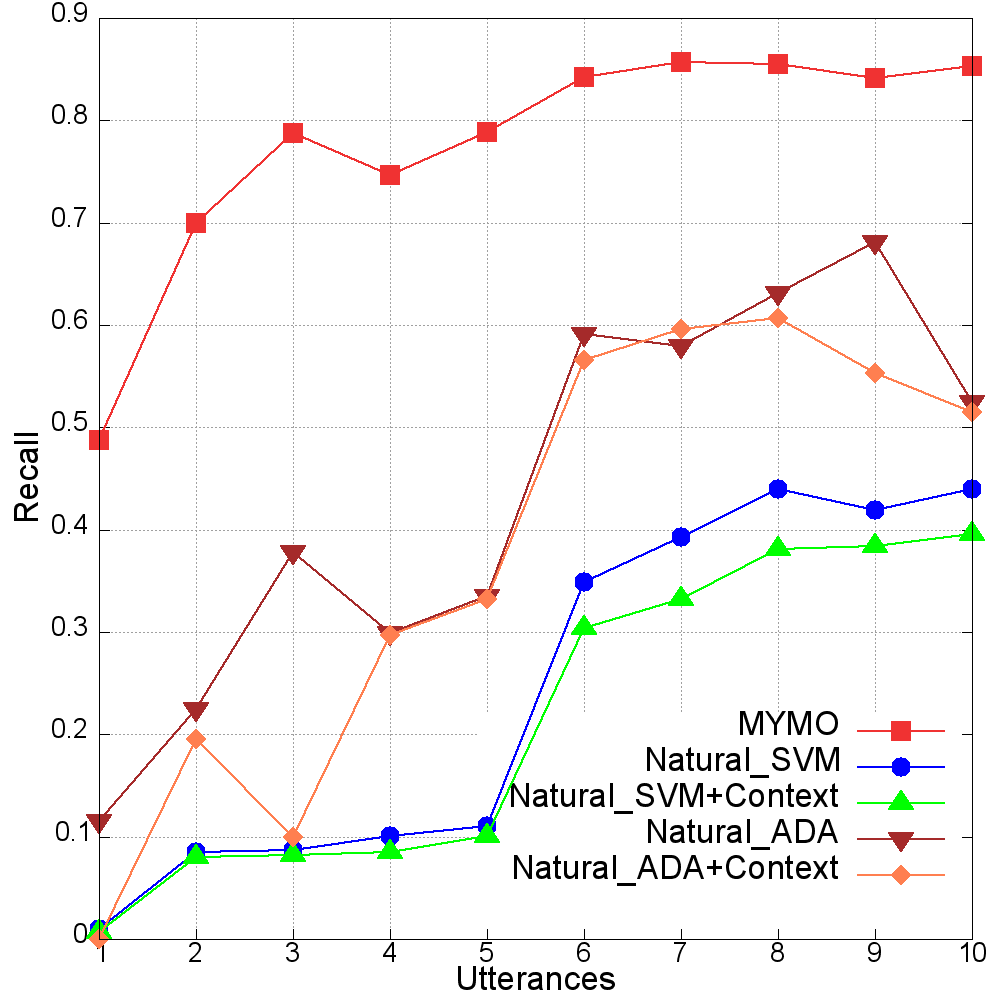 0.9
0.8
0.7
0.6
0.5
0.4
0.3
0.2
0.1
0
Recall
MYMO
Natural_SVM
Natural_SVM+Context
Natural_ADA
Natural_ADA+Context
1 2 3 4 5 6 7 8 9 10
Utterances